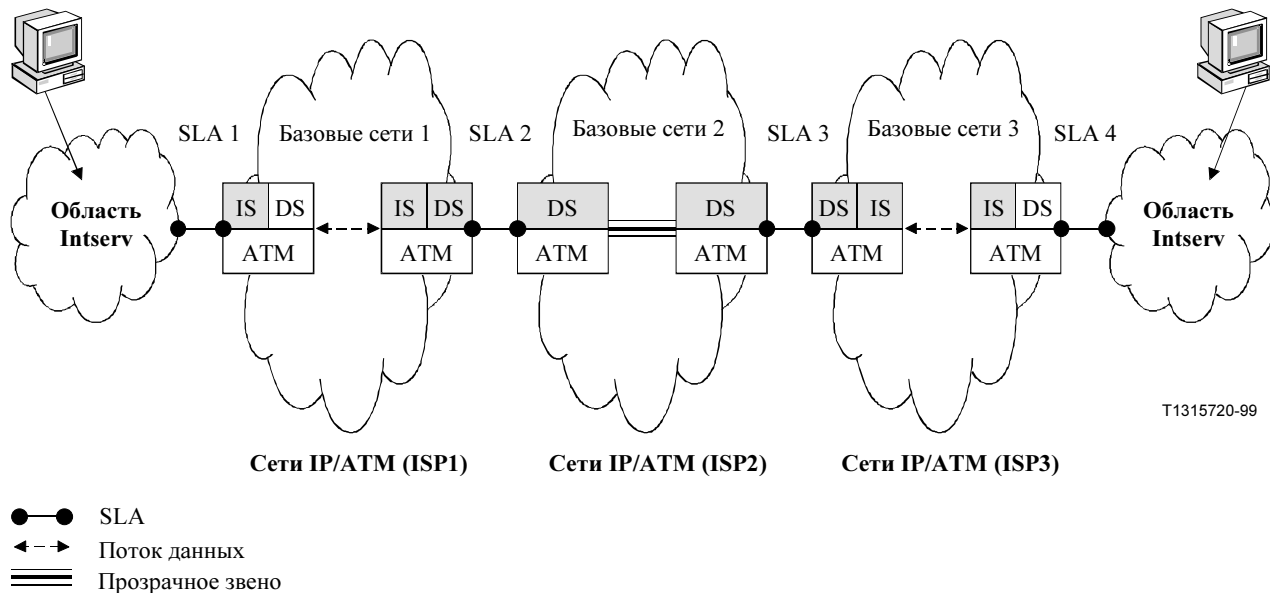 SLA 1
Базовые сети 1
SLA 2
Базовые сети 2
SLA 3
Базовые сети 3
SLA 4
Область
Intserv
IS DS
ATM
IS DS
ATM
DS
ATM
DS
ATM
DS IS
ATM
IS DS
ATM
Область
Intserv
T1315720-99
Сети IP/ATM (ISP1)
Сети IP/ATM (ISP2)
Сети IP/ATM (ISP3)
SLA
Поток данных
Прозрачное звено